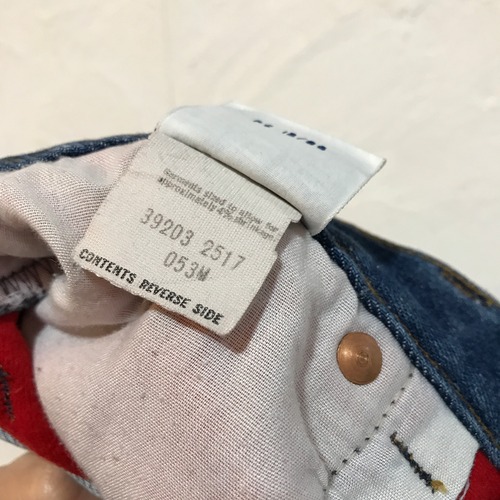 Garments sized to allow for
approximately 4% shrinkage.
39203 2517
053M
CONTENTS REVERSE SIDE